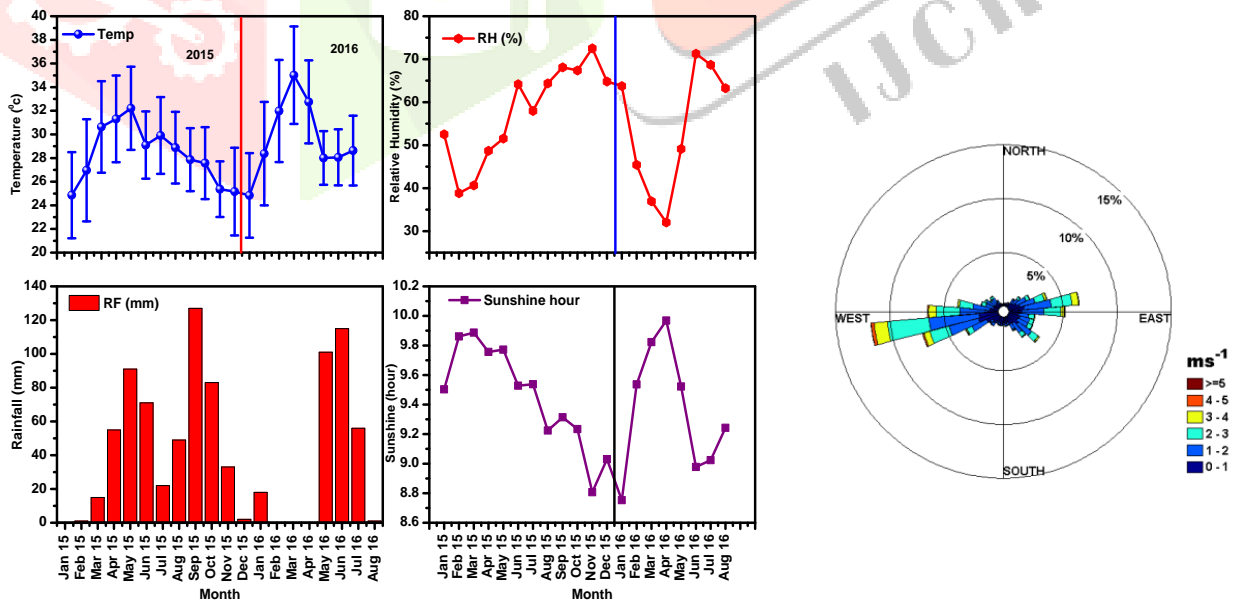 40
38
36
34
32
30
28
26
24
22
20
Temperature (⁰c)
Temp
2015
2016
80
70
60
50
40
30
Relative Humidity (%)
RH (%)
IJCR
140
120
100
80
60
40
20
0
Rainfall (mm)
RF (mm)
Jan 15
Feb 15
Mar 15
Apr 15
May 15
Jun 15
Jul 15
Aug 15
Sep 15
Oct 15
Nov 15
Dec 15
Jan 16
Feb 16
Mar 16
Apr 16
May 16
Jun 16
Jul 16
Aug 16
Month
10.2
10.0
9.8
9.6
9.4
9.2
9.0
8.8
8.6
Sunshine (hour)
Sunshine hour
Jan 15
Feb 15
Mar 15
Apr 15
May 15
Jun 15
Jul 15
Aug 15
Sep 15
Oct 15
Nov 15
Dec 15
Jan 16
Feb 16
Mar 16
Apr 16
May 16
Jun 16
Jul 16
Aug 16
Month
NORTH
15%
10%
5%
WEST
EAST
SOUTH
ms⁻¹
>=5
4 - 5
3 - 4
2 - 3
1 - 2
0 - 1